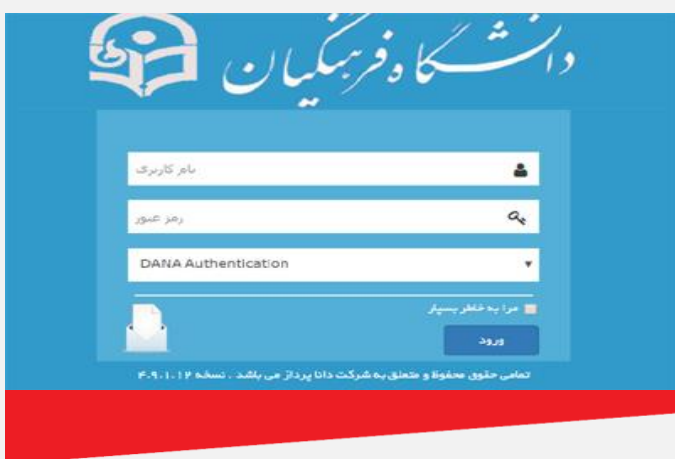 دانشگاه فرهنگیان
نام کاربری
رمز عبور
DANA Authentication
مرا به خاطر بسپار
ورود
تمامی حقوق محفوظ و متعلق به شرکت دانا پرداز می باشد . نسخه ۴.۹.۱.۱۲